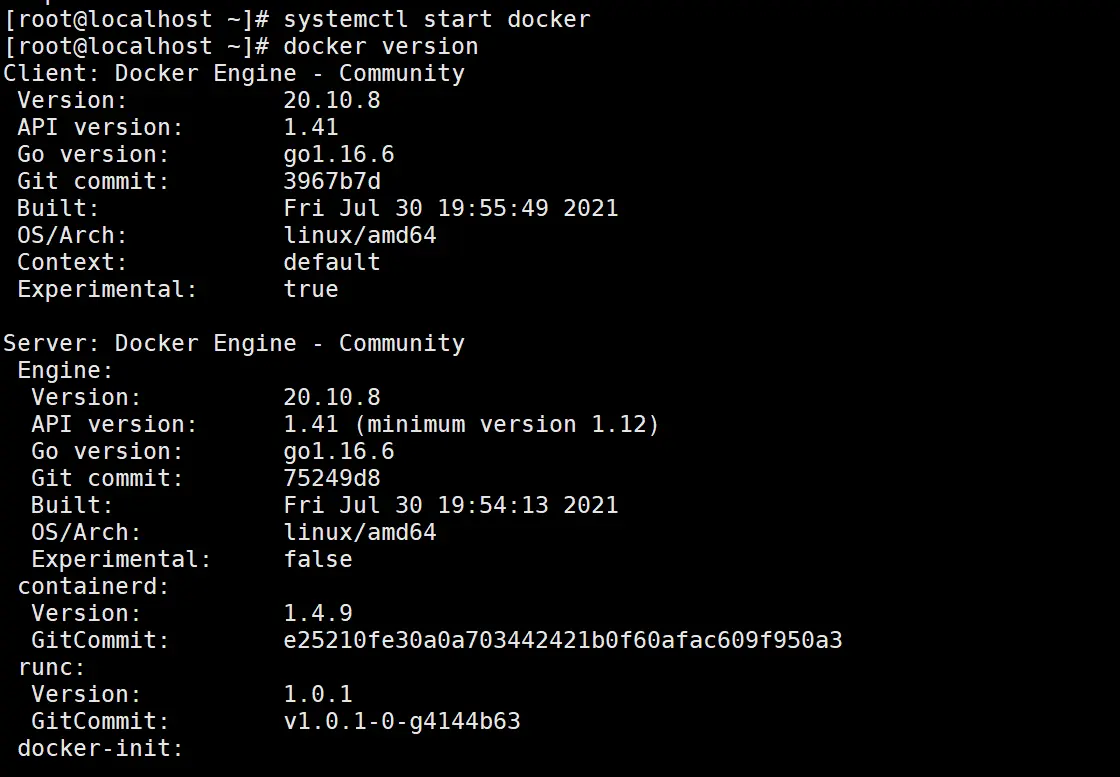 [root@localhost ~]# systemctl start docker
[root@localhost ~]# docker version
Client: Docker Engine - Community
 Version:           20.10.8
 API version:       1.41
 Go version:        go1.16.6
 Git commit:        3967b7d
 Built:             Fri Jul 30 19:55:49 2021
 OS/Arch:           linux/amd64
 Context:           default
 Experimental:      true

Server: Docker Engine - Community
 Engine:
  Version:          20.10.8
  API version:      1.41 (minimum version 1.12)
  Go version:       go1.16.6
  Git commit:       75249d8
  Built:            Fri Jul 30 19:54:13 2021
  OS/Arch:          linux/amd64
  Experimental:     false
 containerd:
  Version:          1.4.9
  GitCommit:        e25210fe30a0a703442421b0f60afac609f950a3
 runc:
  Version:          1.0.1
  GitCommit:        v1.0.1-0-g4144b63
 docker-init: